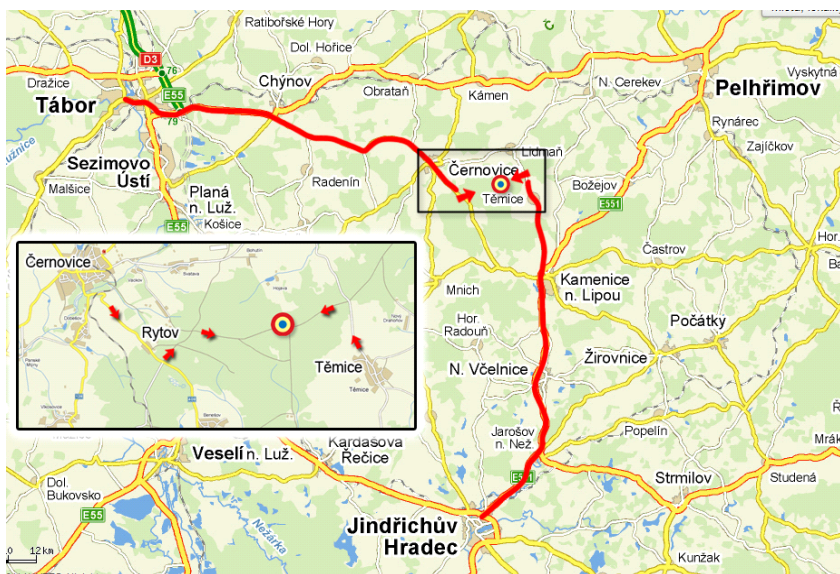 Ratibořské Hory
Dol. Hořice
D3
76
Dražice
Chýnov
E55
Obrataň
Kámen
N. Cerekev
Vyskytná
Pelhřimov
Tábor
79
Rynárec
Zajíčkov
Sezimovo
Ústí
Lidmaň
Černovice
Malšice
Radenín
Planá
n. Luž.
Těmice
Božejov
E551
Košice
E55
Černovice
Rytov
Těmice
Těmice
Častrov
Mnich
Kamenice
n. Lipou
Hor.
Radouň
Počátky
Žirovnice
N. Včelnice
Jarošov
n. Než.
Popelín
Kardašova
Řečice
Veselí n. Luž.
Dol.
Bukovsko
Strmilov
Studená
E55
Nežárka
Jindřichův
Hradec
Kunžak
12km